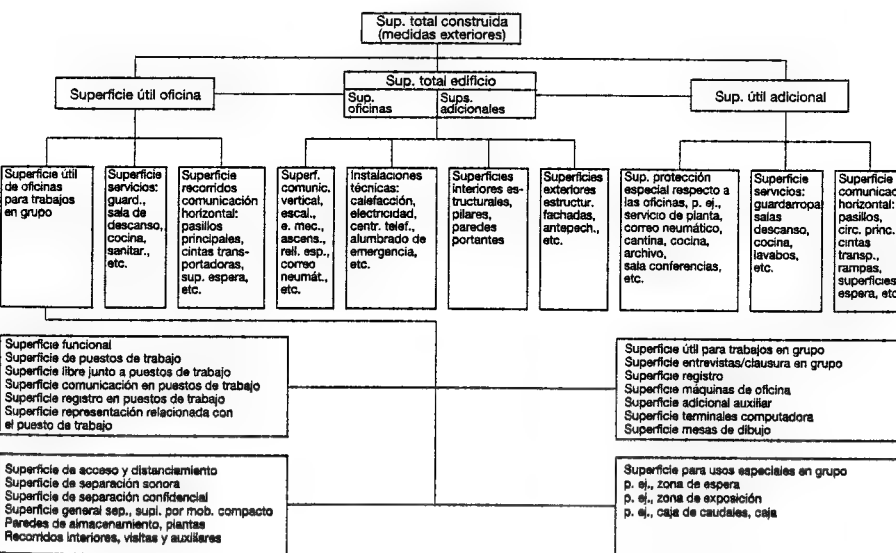 Sup. total construida
(medidas exteriores)
Superficie útil oficina
Sup. total edificio
Sup.
oficinas
Sups.
adicionales
Sup. útil adicional
Superficie útil
de oficinas
para trabajos
en grupo
Superficie
servicios:
guard.,
sala de
descanso,
cocina,
sanitar.,
etc.
Superficie
recorridos
comunicación
horizontal:
pasillos
principales,
cintas trans-
portadoras,
sup. espera,
etc.
Superf.
comunic.
vertical,
escal.,
e. mec.,
ascens.,
rell. esp.,
correo
neumát.,
etc.
Instalaciones
técnicas:
calefacción,
electricidad,
centr. telef.,
alumbrado de
emergencia,
etc.
Superficies
interiores es-
tructurales,
pilares,
paredes
portantes
Superficies
exteriores
estructur.
fachadas,
antepech.,
etc.
Sup. protección
especial respecto a
las oficinas, p. ej.,
servicio de planta,
correo neumático,
cantina, cocina,
archivo,
sala conferencias,
etc.
Superficie
servicios:
guardarropa
salas
descanso,
cocina,
lavabos,
etc.
Superficie
comunicac
horizontal:
pasillos,
circ. princ.
cintas
transp.,
rampas,
superficies
espera, etc
Superficie funcional
Superficie de puestos de trabajo
Superficie libre junto a puestos de trabajo
Superficie comunicación en puestos de trabajo
Superficie registro en puestos de trabajo
Superficie representación relacionada con
el puesto de trabajo
Superficie útil para trabajos en grupo
Superficie entrevistas/clausura en grupo
Superficie registro
Superficie máquinas de oficina
Superficie adicional auxiliar
Superficie terminales computadora
Superficie mesas de dibujo
Superficie de acceso y distanciamiento
Superficie de separación sonora
Superficie de separación confidencial
Superficie general sep., supl. por mob. compacto
Paredes de almacenamiento, plantas
Recorridos interiores, visitas y auxiliares
Superficie para usos especiales en grupo
p. ej., zona de espera
p. ej., zona de exposición
p. ej., caja de caudales, caja